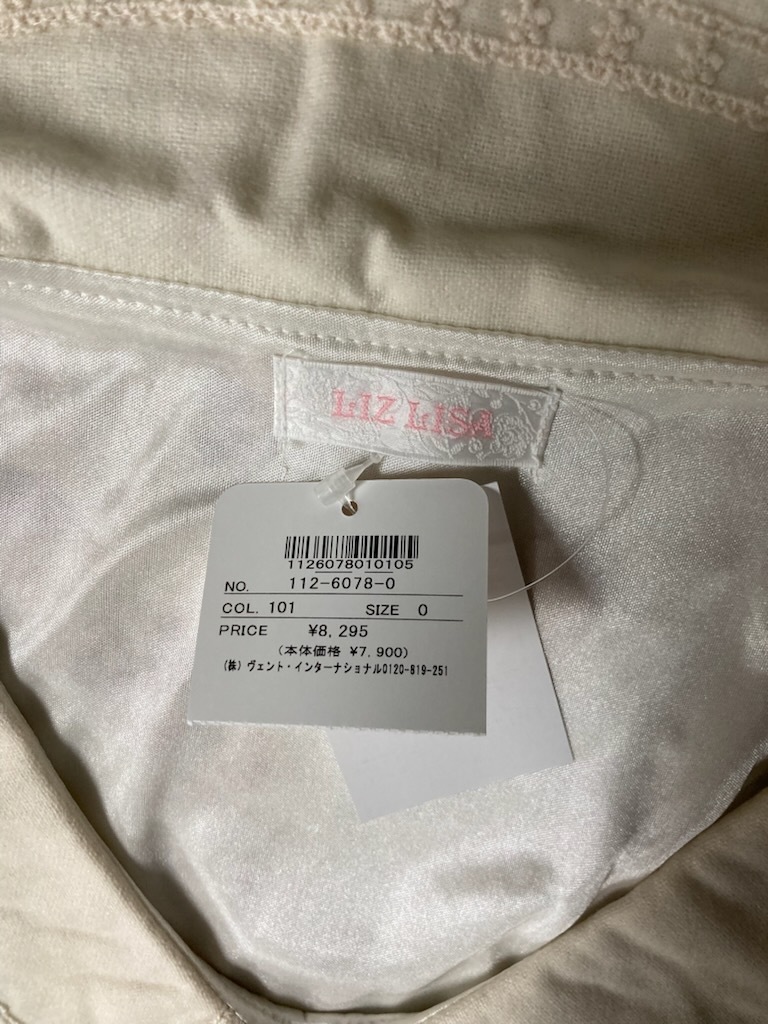 LIZ LISA
1126078010105
NO. 112-6078-0
COL. 101 SIZE 0
PRICE ¥8,295
(本体価格 ¥7,900)
(株)ヴェント・インターナショナル0120-819-251